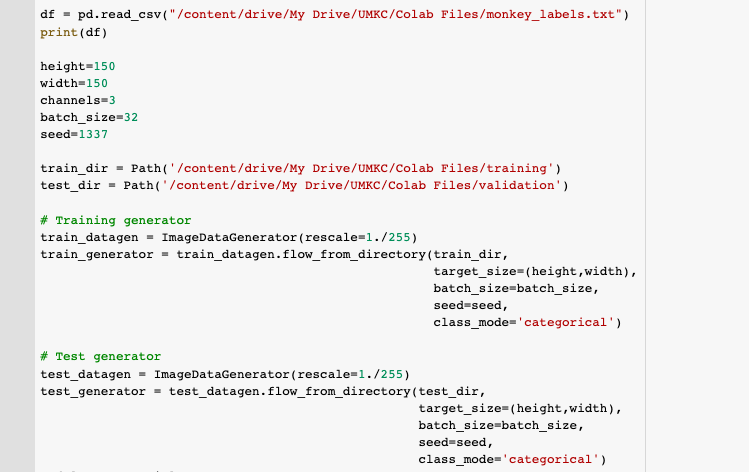 df = pd.read_csv("/content/drive/My Drive/UMKC/Colab Files/monkey_labels.txt")
print(df)
height=150
width=150
channels=3
batch_size=32
seed=1337
train_dir = Path('/content/drive/My Drive/UMKC/Colab Files/training')
test_dir = Path('/content/drive/My Drive/UMKC/Colab Files/validation')
# Training generator
train_datagen = ImageDataGenerator(rescale=1./255)
train_generator = train_datagen.flow_from_directory(train_dir,
target_size=(height,width),
batch_size=batch_size,
seed=seed,
class_mode='categorical')
# Test generator
test_datagen = ImageDataGenerator(rescale=1./255)
test_generator = test_datagen.flow_from_directory(test_dir,
target_size=(height,width),
batch_size=batch_size,
seed=seed,
class_mode='categorical')